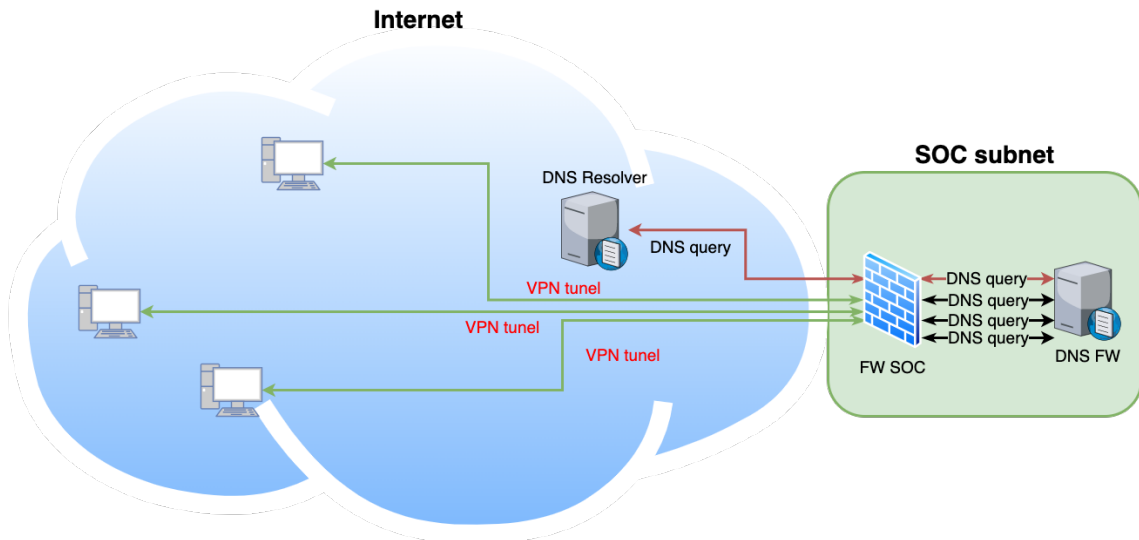 Internet
SOC subnet
DNS Resolver
DNS query
DNS query
VPN tunel
DNS query
VPN tunel
DNS query
VPN tunel
DNS query
FW SOC
DNS FW